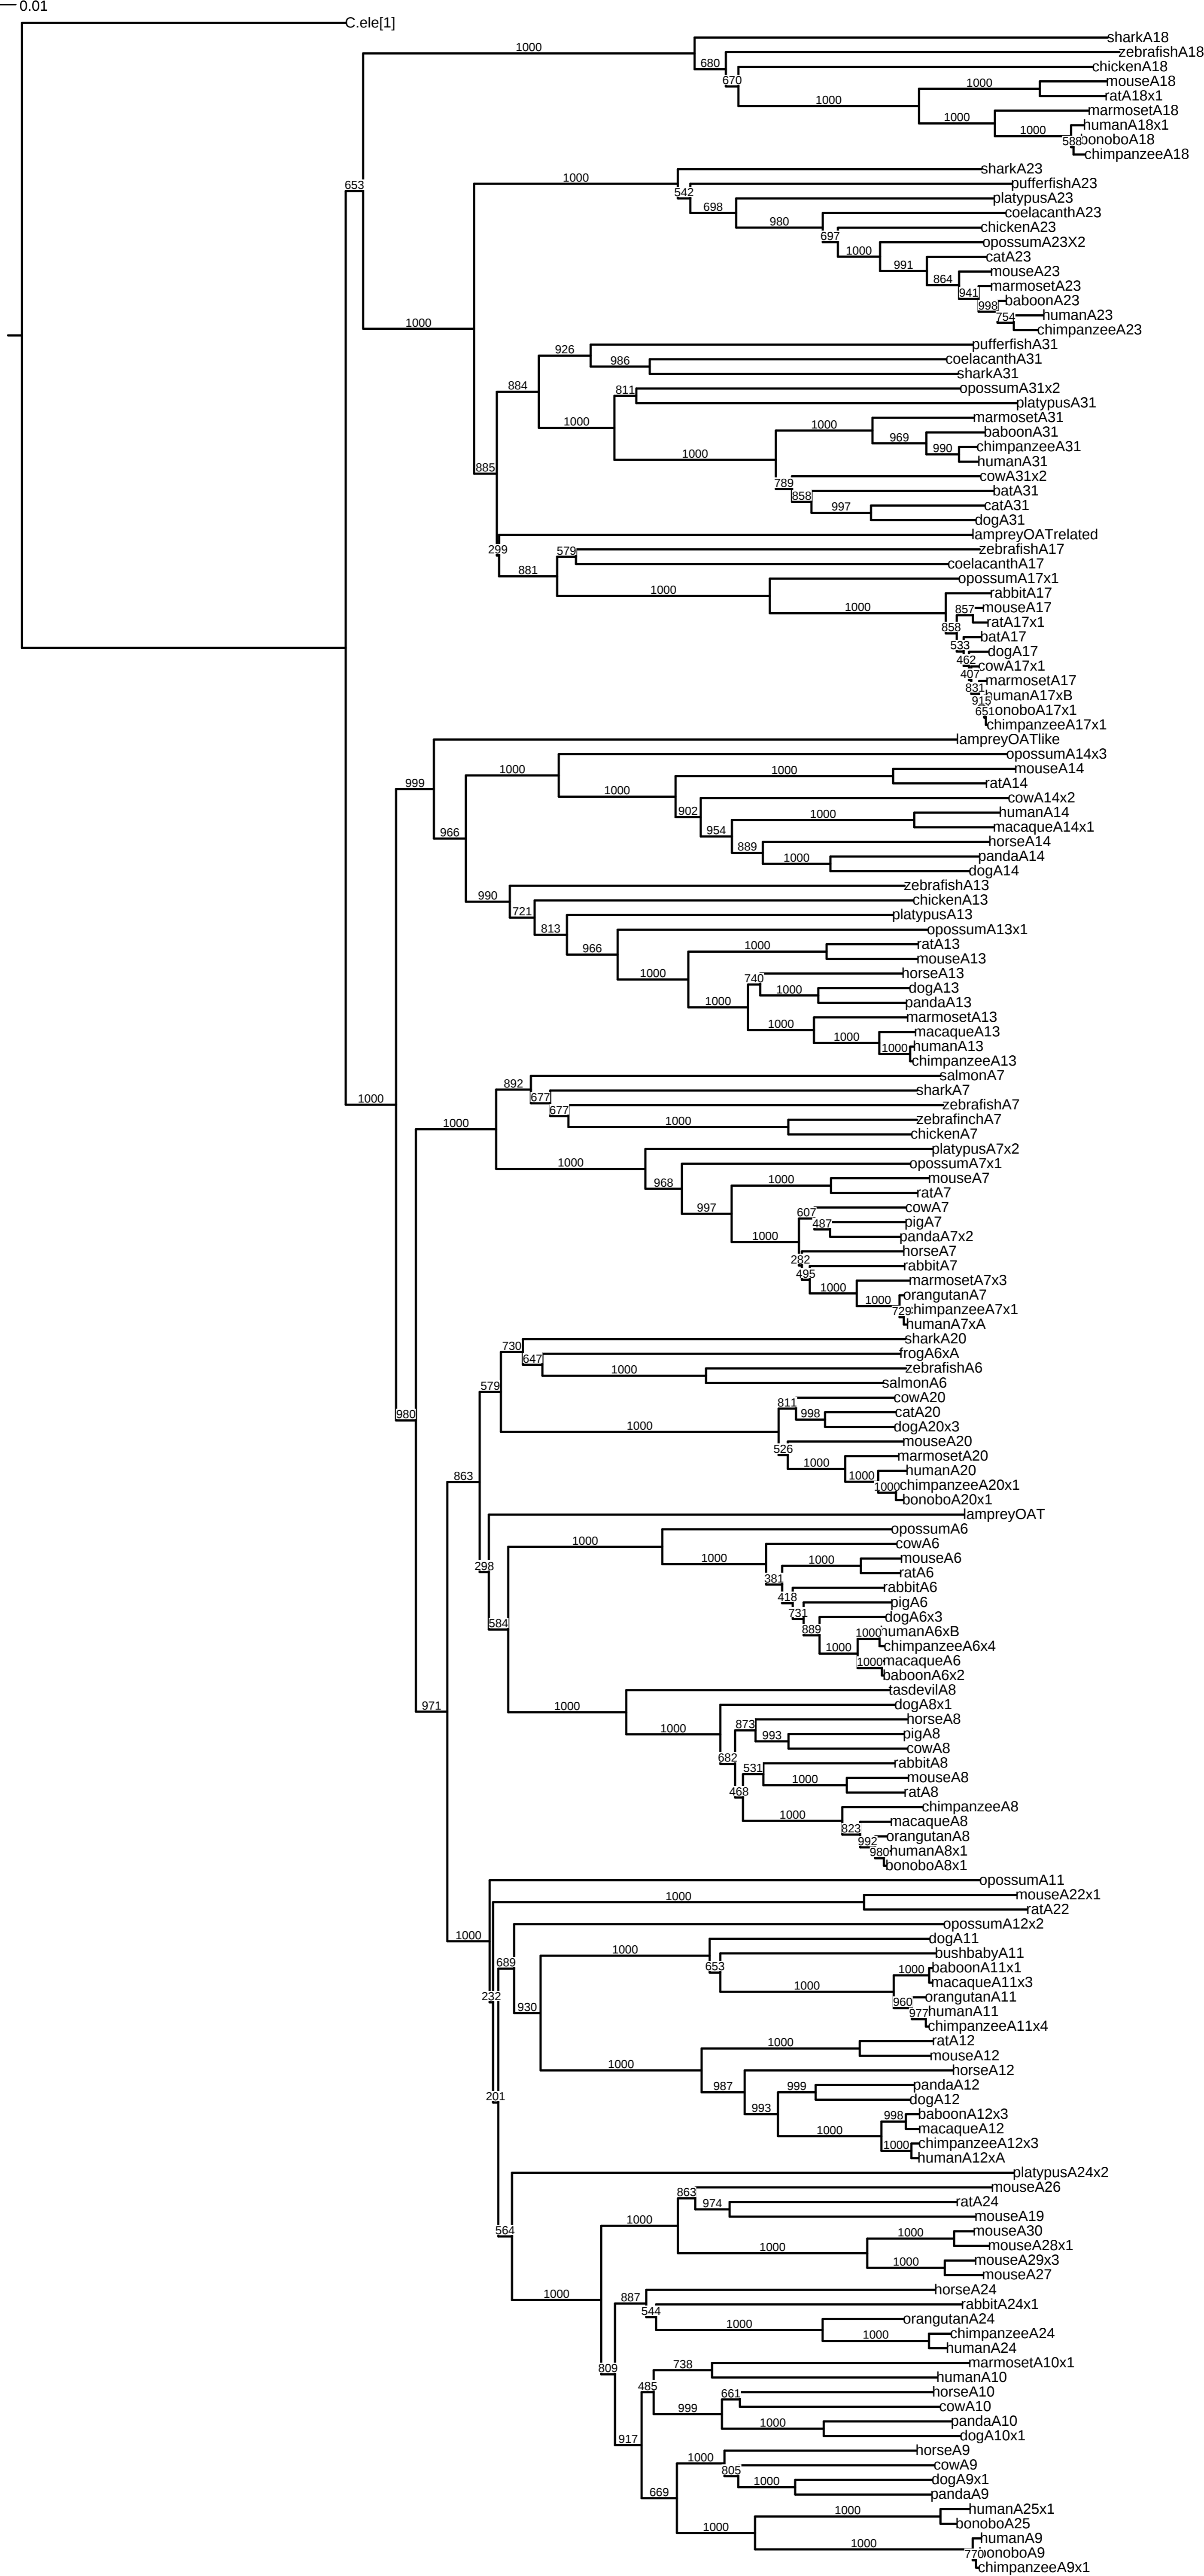 0.01
C.ele[1]
sharkA18
1000
zebrafishA18
680
chickenA18
670
mouseA18
1000
ratA18x1
1000
marmosetA18
1000
humanA18x1
1000
bonoboA18
588
chimpanzeeA18
sharkA23
653
1000
pufferfishA23
542
platypusA23
698
coelacanthA23
980
chickenA23
697
opossumA23X2
1000
catA23
991
mouseA23
864
marmosetA23
941
baboonA23
998
humanA23
754
1000
chimpanzeeA23
pufferfishA31
926
coelacanthA31
986
sharkA31
884
opossumA31x2
811
platypusA31
marmosetA31
1000
1000
baboonA31
969
chimpanzeeA31
990
1000
humanA31
885
cowA31x2
789
batA31
858
catA31
997
dogA31
lampreyOATrelated
299
zebrafishA17
579
coelacanthA17
881
opossumA17x1
1000
rabbitA17
1000
mouseA17
857
ratA17x1
858
batA17
533
dogA17
462
cowA17x1
407
marmosetA17
831
humanA17xB
915
onoboA17x1
651
chimpanzeeA17x1
lampreyOATlike
opossumA14x3
999
1000
mouseA14
1000
ratA14
1000
cowA14x2
902
humanA14
1000
954
macaqueA14x1
966
horseA14
889
pandaA14
1000
dogA14
zebrafishA13
990
chickenA13
721
platypusA13
813
opossumA13x1
966
ratA13
1000
mouseA13
1000
horseA13
740
dogA13
1000
pandaA13
1000
marmosetA13
1000
macaqueA13
1000
humanA13
1000
chimpanzeeA13
salmonA7
892
sharkA7
1000
677
zebrafishA7
677
zebrafinchA7
1000
1000
chickenA7
platypusA7x2
1000
opossumA7x1
968
mouseA7
1000
ratA7
997
cowA7
607
pigA7
487
pandaA7x2
1000
horseA7
282
rabbitA7
495
marmosetA7x3
1000
orangutanA7
1000
himpanzeeA7x1
729
humanA7xA
sharkA20
730
frogA6xA
647
zebrafishA6
1000
salmonA6
579
cowA20
811
catA20
998
980
dogA20x3
1000
mouseA20
526
marmosetA20
1000
humanA20
863
1000
chimpanzeeA20x1
1000
bonoboA20x1
lampreyOAT
opossumA6
1000
cowA6
1000
mouseA6
298
1000
ratA6
381
rabbitA6
418
pigA6
731
dogA6x3
584
889
humanA6xB
1000
chimpanzeeA6x4
1000
macaqueA6
1000
baboonA6x2
tasdevilA8
971
1000
dogA8x1
1000
horseA8
873
pigA8
993
cowA8
682
rabbitA8
531
mouseA8
1000
ratA8
468
chimpanzeeA8
1000
macaqueA8
823
orangutanA8
992
humanA8x1
980
bonoboA8x1
opossumA11
mouseA22x1
1000
ratA22
opossumA12x2
1000
dogA11
1000
bushbabyA11
689
653
baboonA11x1
1000
macaqueA11x3
1000
232
orangutanA11
960
930
humanA11
977
chimpanzeeA11x4
ratA12
1000
mouseA12
1000
horseA12
987
pandaA12
999
201
dogA12
993
baboonA12x3
998
macaqueA12
1000
chimpanzeeA12x3
1000
humanA12xA
platypusA24x2
mouseA26
863
ratA24
974
mouseA19
1000
564
mouseA30
1000
mouseA28x1
1000
mouseA29x3
1000
mouseA27
horseA24
1000
887
rabbitA24x1
544
orangutanA24
1000
chimpanzeeA24
1000
humanA24
marmosetA10x1
738
809
humanA10
485
horseA10
661
cowA10
999
pandaA10
1000
dogA10x1
917
horseA9
1000
cowA9
805
dogA9x1
1000
pandaA9
669
humanA25x1
1000
bonoboA25
1000
humanA9
1000
onoboA9
770
chimpanzeeA9x1